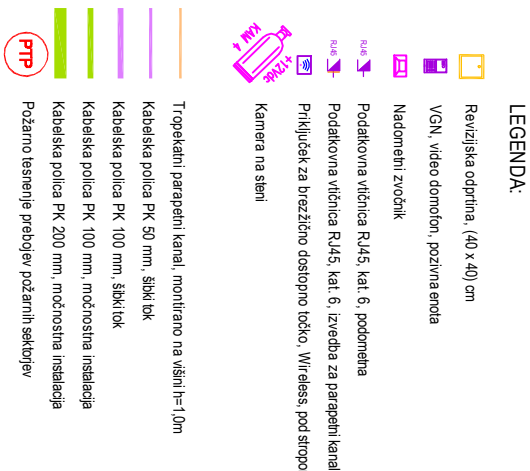 LEGENDA:
Revizijska odprtina, (40 x 40) cm
VGN, video domofon, pozivna enota
Nadometni zvočnik
RJ45 Podatkovna vtičnica RJ45, kat. 6, podometna
RJ45 Podatkovna vtičnica RJ45, kat. 6, izvedba za parapetni kanal
Priključek za brezžično dostopno točko, Wireless, pod stropo
KAM 4 +12Vdc Kamera na steni
Tropekatni parapetni kanal, montirano na višini h=1,0m
Kabelska polica PK 50 mm, šibki tok
Kabelska polica PK 100 mm, šibki tok
Kabelska polica PK 100 mm, močnostna instalacija
Kabelska polica PK 200 mm, močnostna instalacija
PTP Požarno tesnenje prebojev požarnih sektorjev